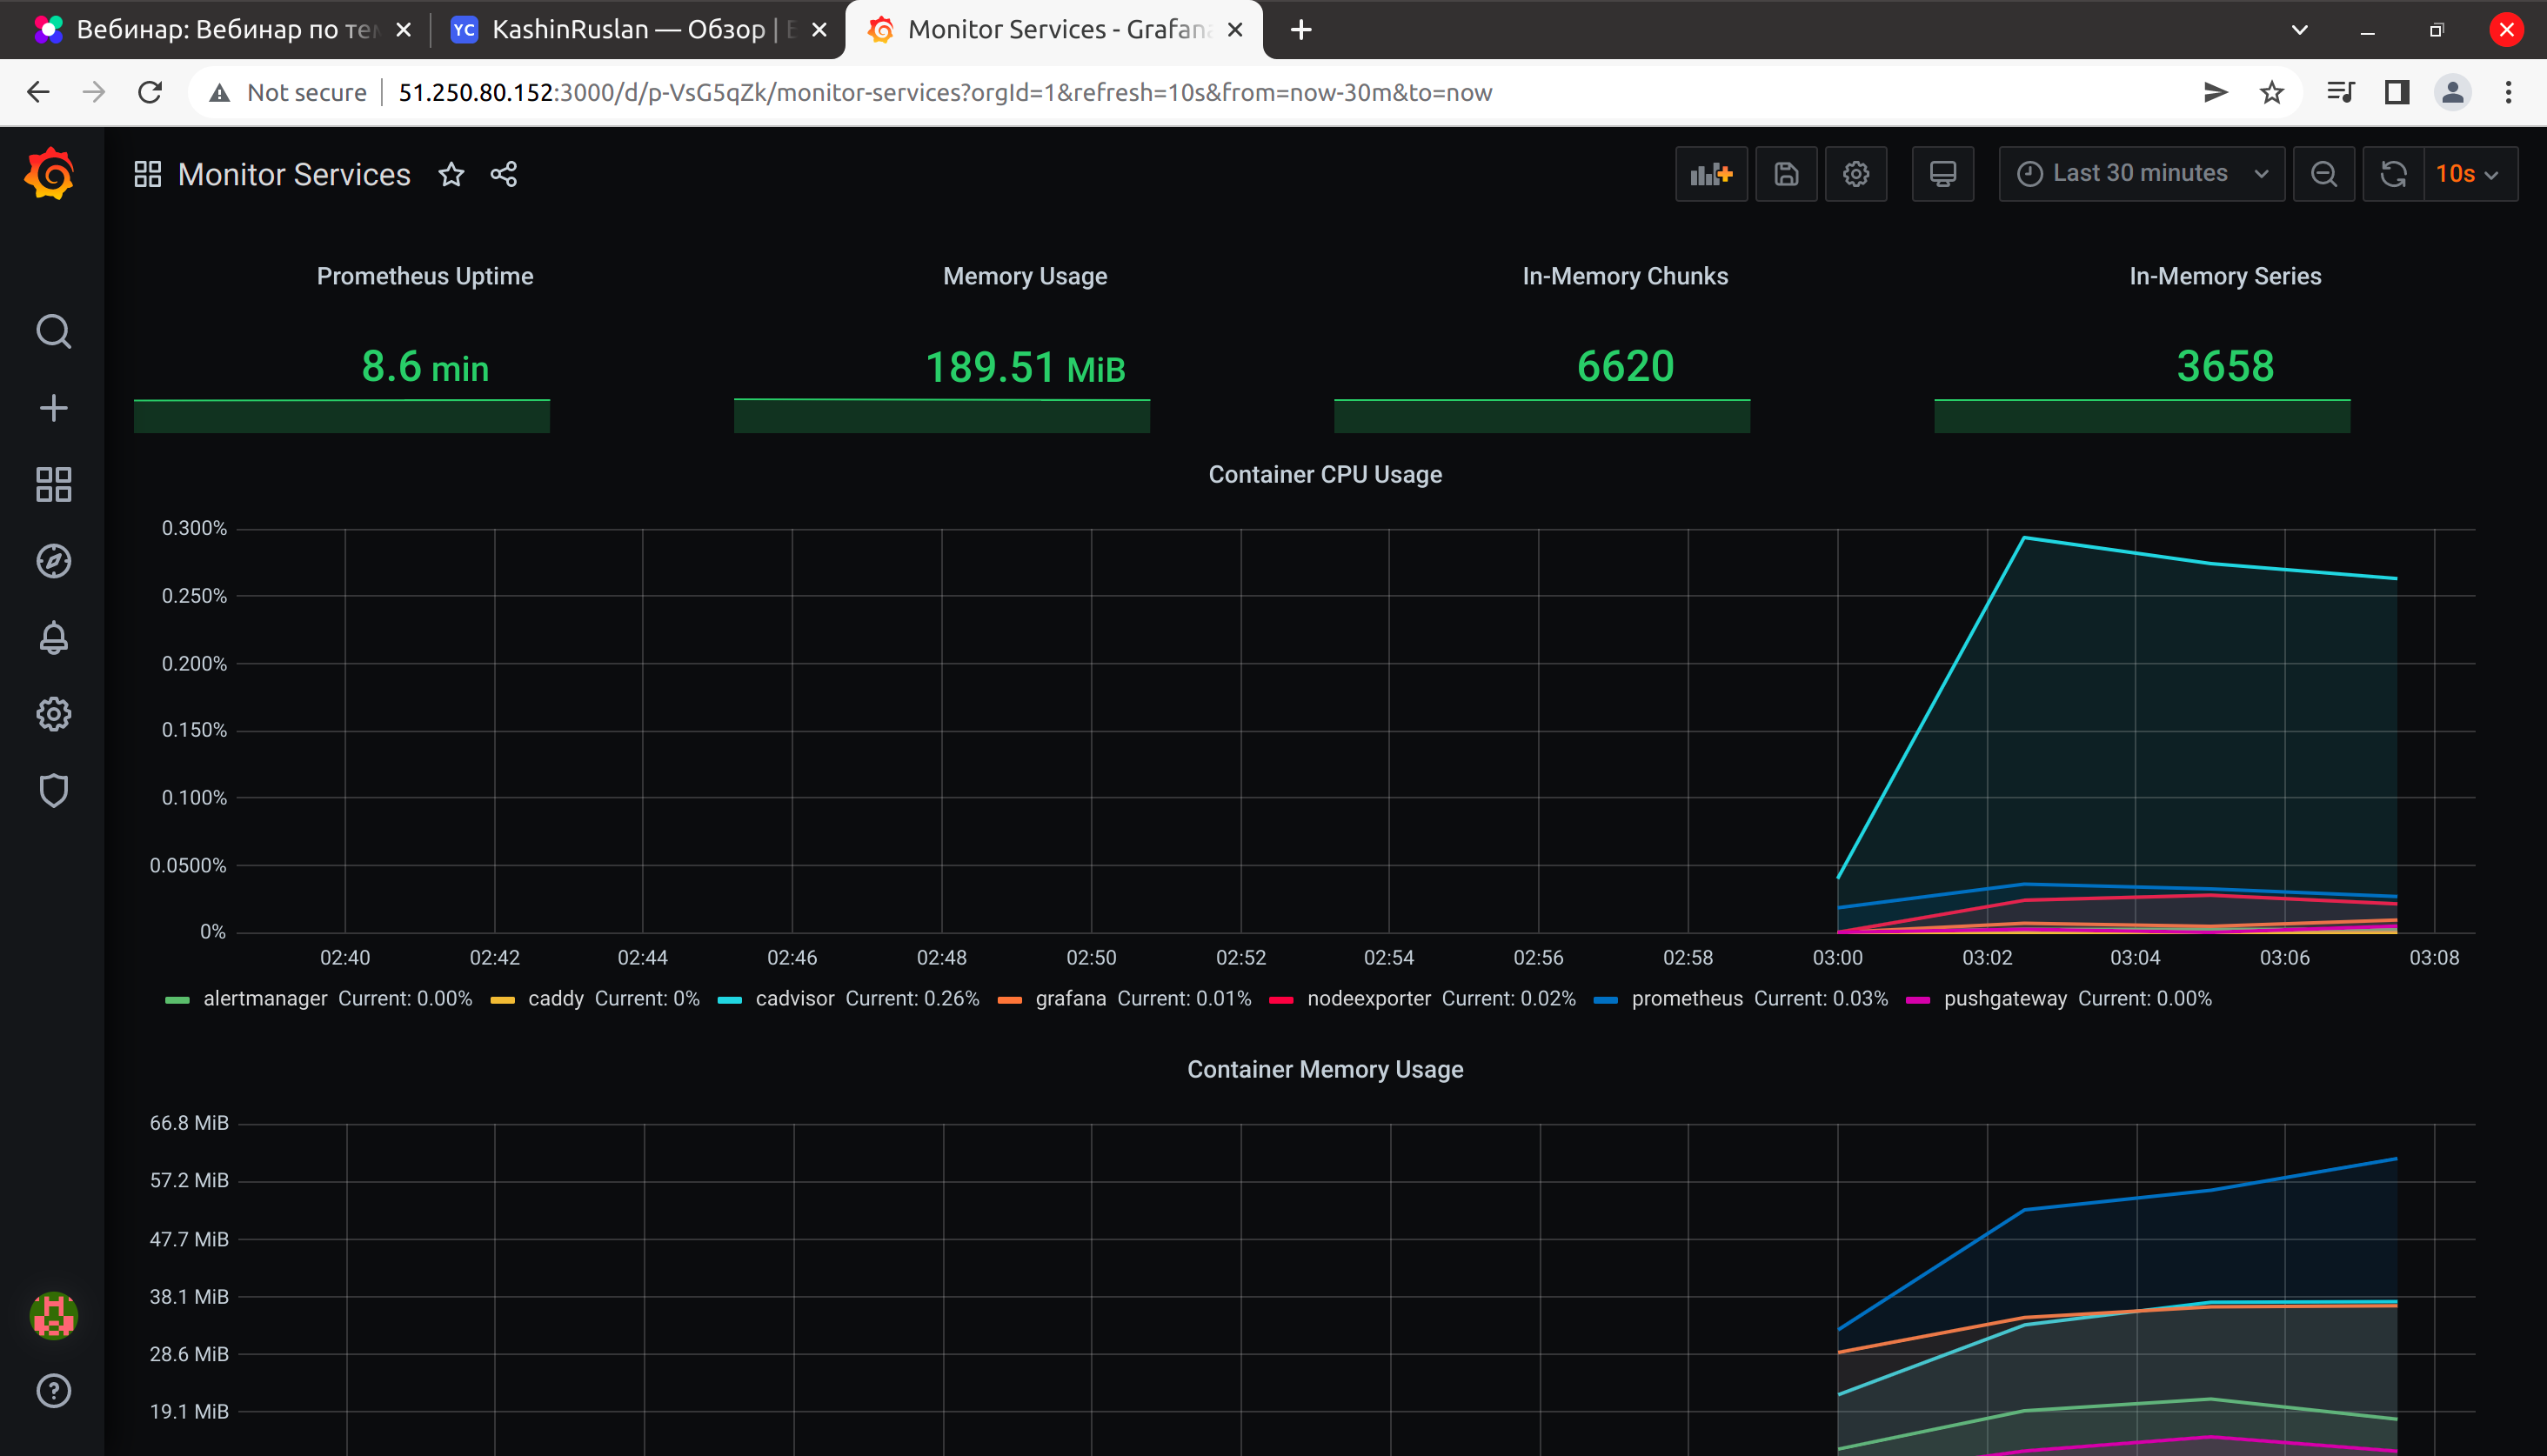 Вебинар: Вебинар по тем
YC KashinRuslan — Обзор |
Monitor Services - Grafana
Not secure 51.250.80.152:3000/d/p-VsG5qZk/monitor-services?orgId=1&refresh=10s&from=now-30m&to=now
Monitor Services
Last 30 minutes
10s
Prometheus Uptime
Memory Usage
In-Memory Chunks
In-Memory Series
8.6 min
189.51 MiB
6620
3658
Container CPU Usage
0.300%
0.250%
0.200%
0.150%
0.100%
0.0500%
0%
02:40 02:42 02:44 02:46 02:48 02:50 02:52 02:54 02:56 02:58 03:00 03:02 03:04 03:06 03:08
alertmanager Current: 0.00% caddy Current: 0% cadvisor Current: 0.26% grafana Current: 0.01% nodeexporter Current: 0.02% prometheus Current: 0.03% pushgateway Current: 0.00%
Container Memory Usage
66.8 MiB
57.2 MiB
47.7 MiB
38.1 MiB
28.6 MiB
19.1 MiB